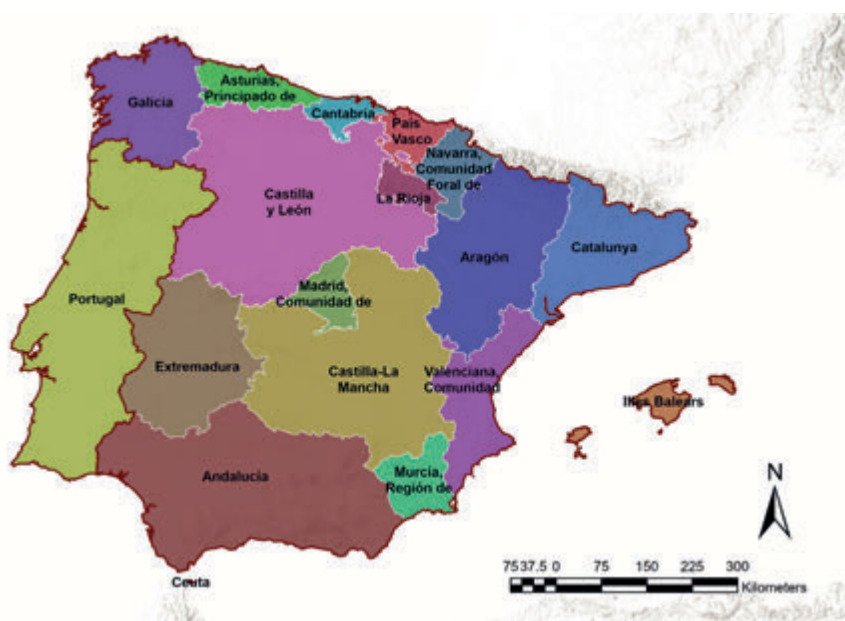 Asturias,
Principado de
Galicia
Cantabria
País
Vasco
Navarra,
Comunidad
Foral de
La Rioja
Castilla
y León
Catalunya
Aragón
Madrid,
Comunidad de
Portugal
Extremadura
Castilla-La
Mancha
Valenciana,
Comunidad
Illes Balears
Andalucía
Murcia,
Región de
N
75 37.5 0 75 150 225 300
Kilometers
Ceuta